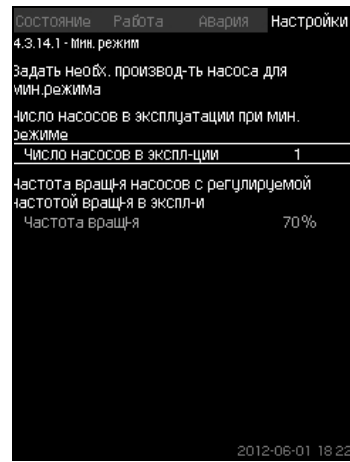 Состояние Работа Авария Настройки
4.3.14.1 - Мин. режим
Задать необх. производ-ть насоса для
мин.режима
Число насосов в эксплуатации при мин.
режиме
Число насосов в экспл-ции 1
Частота вращ-я насосов с регулируемой
частотой вращ-я в экспл-и
Частота вращ-я 70%
2012-06-01 18:22